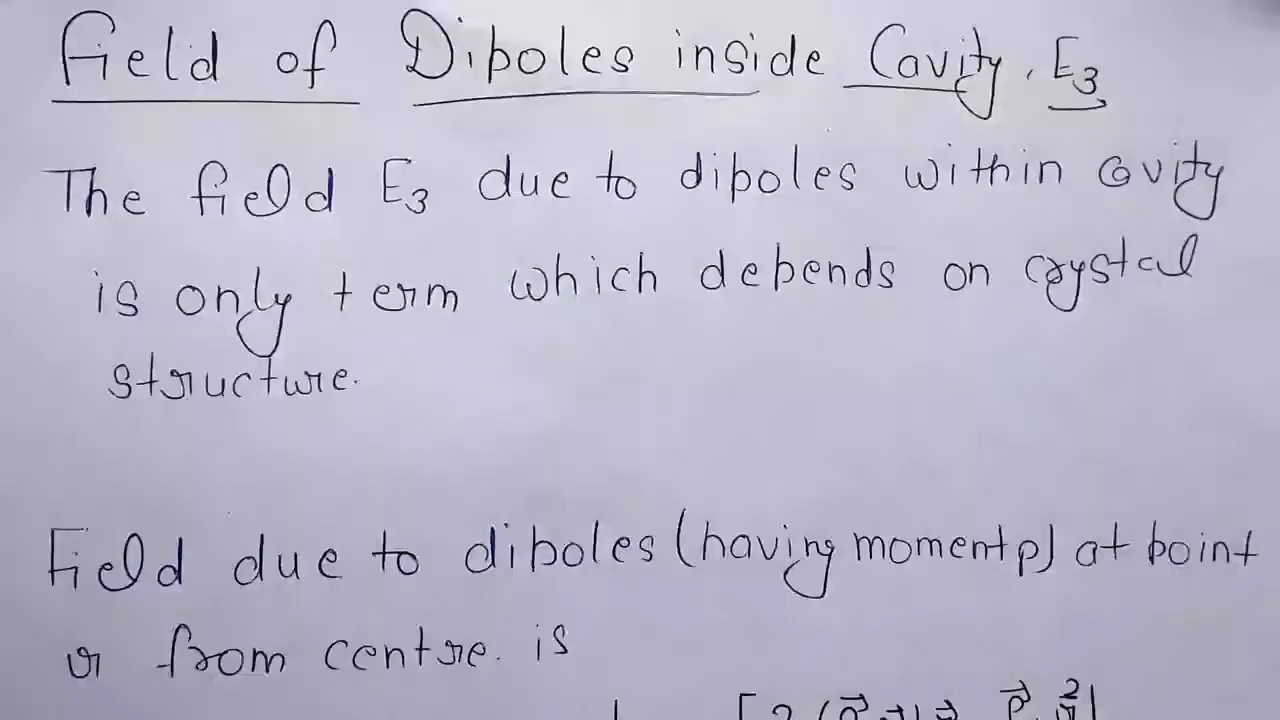 Field of Dipoles inside Cavity, E₃
The field E₃ due to dipoles within cavity
is only term which depends on crystal
structure.
Field due to dipoles (having moment p) at point
r from centre. is